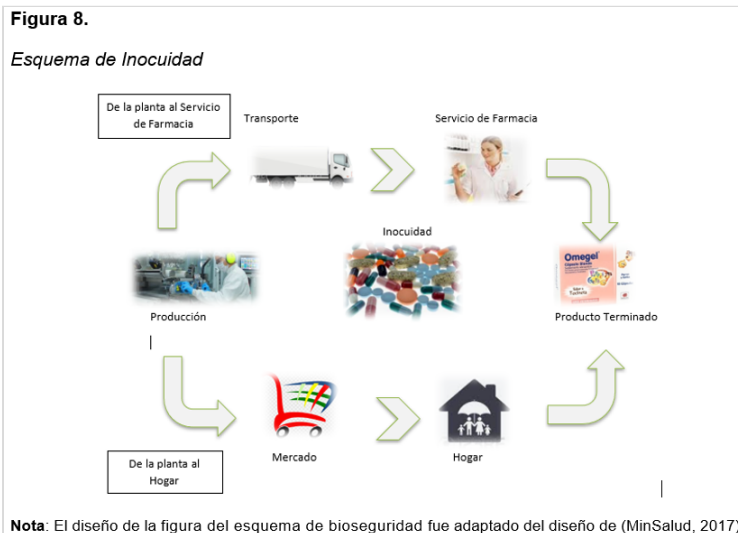 Figura 8.
Esquema de Inocuidad
De la planta al Servicio
de Farmacia
Transporte
Servicio de Farmacia
Inocuidad
Omegel
Producción
Producto Terminado
Mercado
Hogar
De la planta al
Hogar
Nota: El diseño de la figura del esquema de bioseguridad fue adaptado del diseño de (MinSalud, 2017)